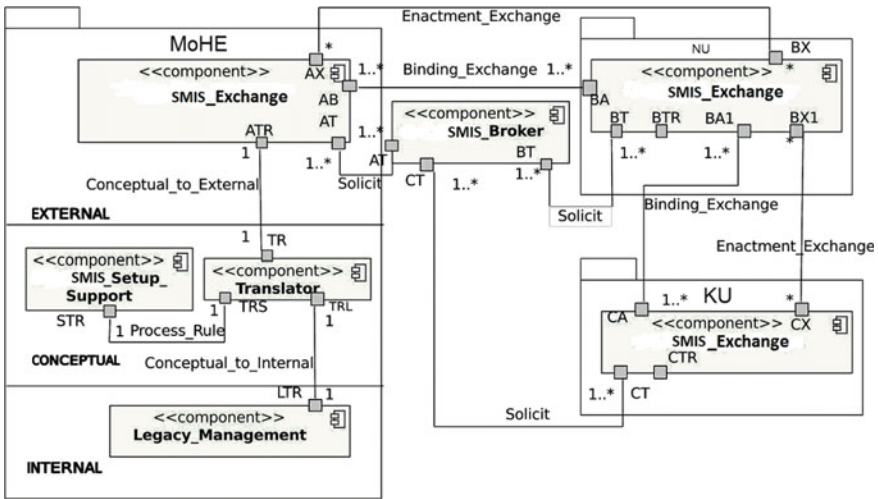 Enactment_Exchange
MoHE
<<component>>
SMIS_Exchange
AX
*
AB
1..*
AT
1..*
ATR
1
Binding_Exchange
1..*
NU
BX
*
<<component>>
SMIS_Exchange
BA
BT
BTR
BA1
BX1
1..*
1..*
*
<<component>>
SMIS_Broker
1..*
AT
BT
CT
1..*
1..*
Solicit
Solicit
Conceptual_to_External
EXTERNAL
Binding_Exchange
Enactment_Exchange
1
TR
<<component>>
SMIS_Setup_
Support
STR
1
Process_Rule
<<component>>
Translator
1
TRS
TRL
1
CONCEPTUAL
Conceptual_to_Internal
KU
1..*
*
CA
CX
<<component>>
SMIS_Exchange
CTR
1..*
CT
Solicit
LTR
1
<<component>>
Legacy_Management
INTERNAL